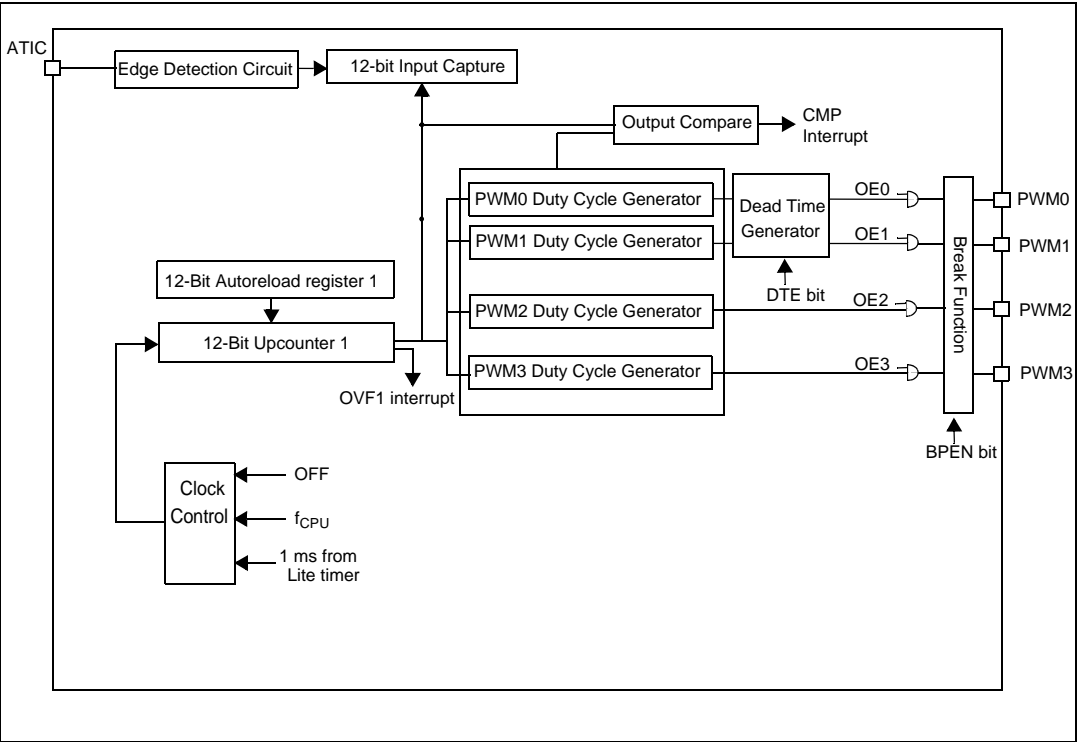 ATIC
Edge Detection Circuit
12-bit Input Capture
Output Compare
CMP
Interrupt
PWM0 Duty Cycle Generator
PWM1 Duty Cycle Generator
PWM2 Duty Cycle Generator
PWM3 Duty Cycle Generator
Dead Time
Generator
DTE bit
OE0
OE1
OE2
OE3
Break Function
BPEN bit
PWM0
PWM1
PWM2
PWM3
12-Bit Autoreload register 1
12-Bit Upcounter 1
OVF1 interrupt
Clock
Control
OFF
fCPU
1 ms from
Lite timer